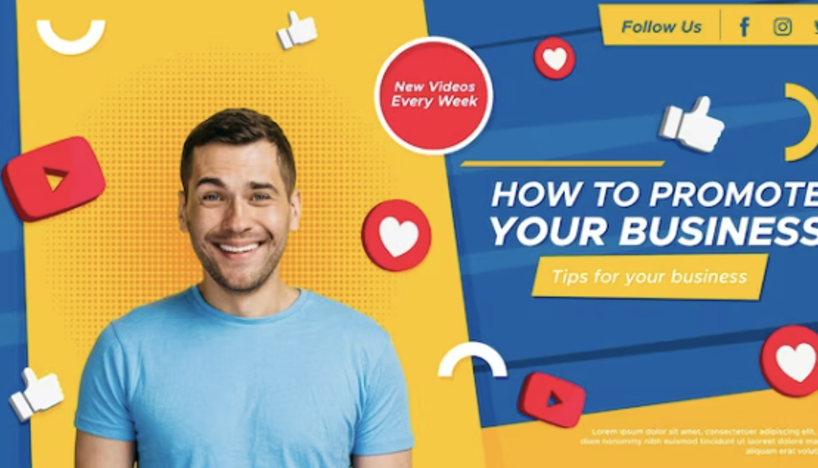 Follow Us
New Videos
Every Week
HOW TO PROMOTE
YOUR BUSINESS
Tips for your business
Lorem ipsum dolor sit amet, consectetuer adipiscing elit,
diam nonummy nibh euismod tincidunt ut laoreet dolore ma
aliquam erat volut